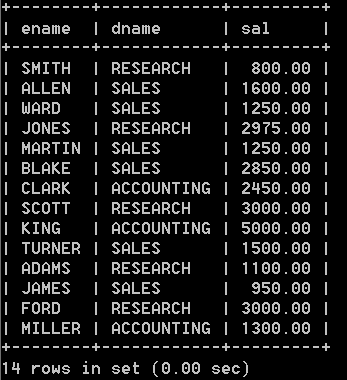 +--------+------------+---------+
| ename  | dname      | sal     |
+--------+------------+---------+
| SMITH  | RESEARCH   |  800.00 |
| ALLEN  | SALES      | 1600.00 |
| WARD   | SALES      | 1250.00 |
| JONES  | RESEARCH   | 2975.00 |
| MARTIN | SALES      | 1250.00 |
| BLAKE  | SALES      | 2850.00 |
| CLARK  | ACCOUNTING | 2450.00 |
| SCOTT  | RESEARCH   | 3000.00 |
| KING   | ACCOUNTING | 5000.00 |
| TURNER | SALES      | 1500.00 |
| ADAMS  | RESEARCH   | 1100.00 |
| JAMES  | SALES      |  950.00 |
| FORD   | RESEARCH   | 3000.00 |
| MILLER | ACCOUNTING | 1300.00 |
+--------+------------+---------+
14 rows in set (0.00 sec)